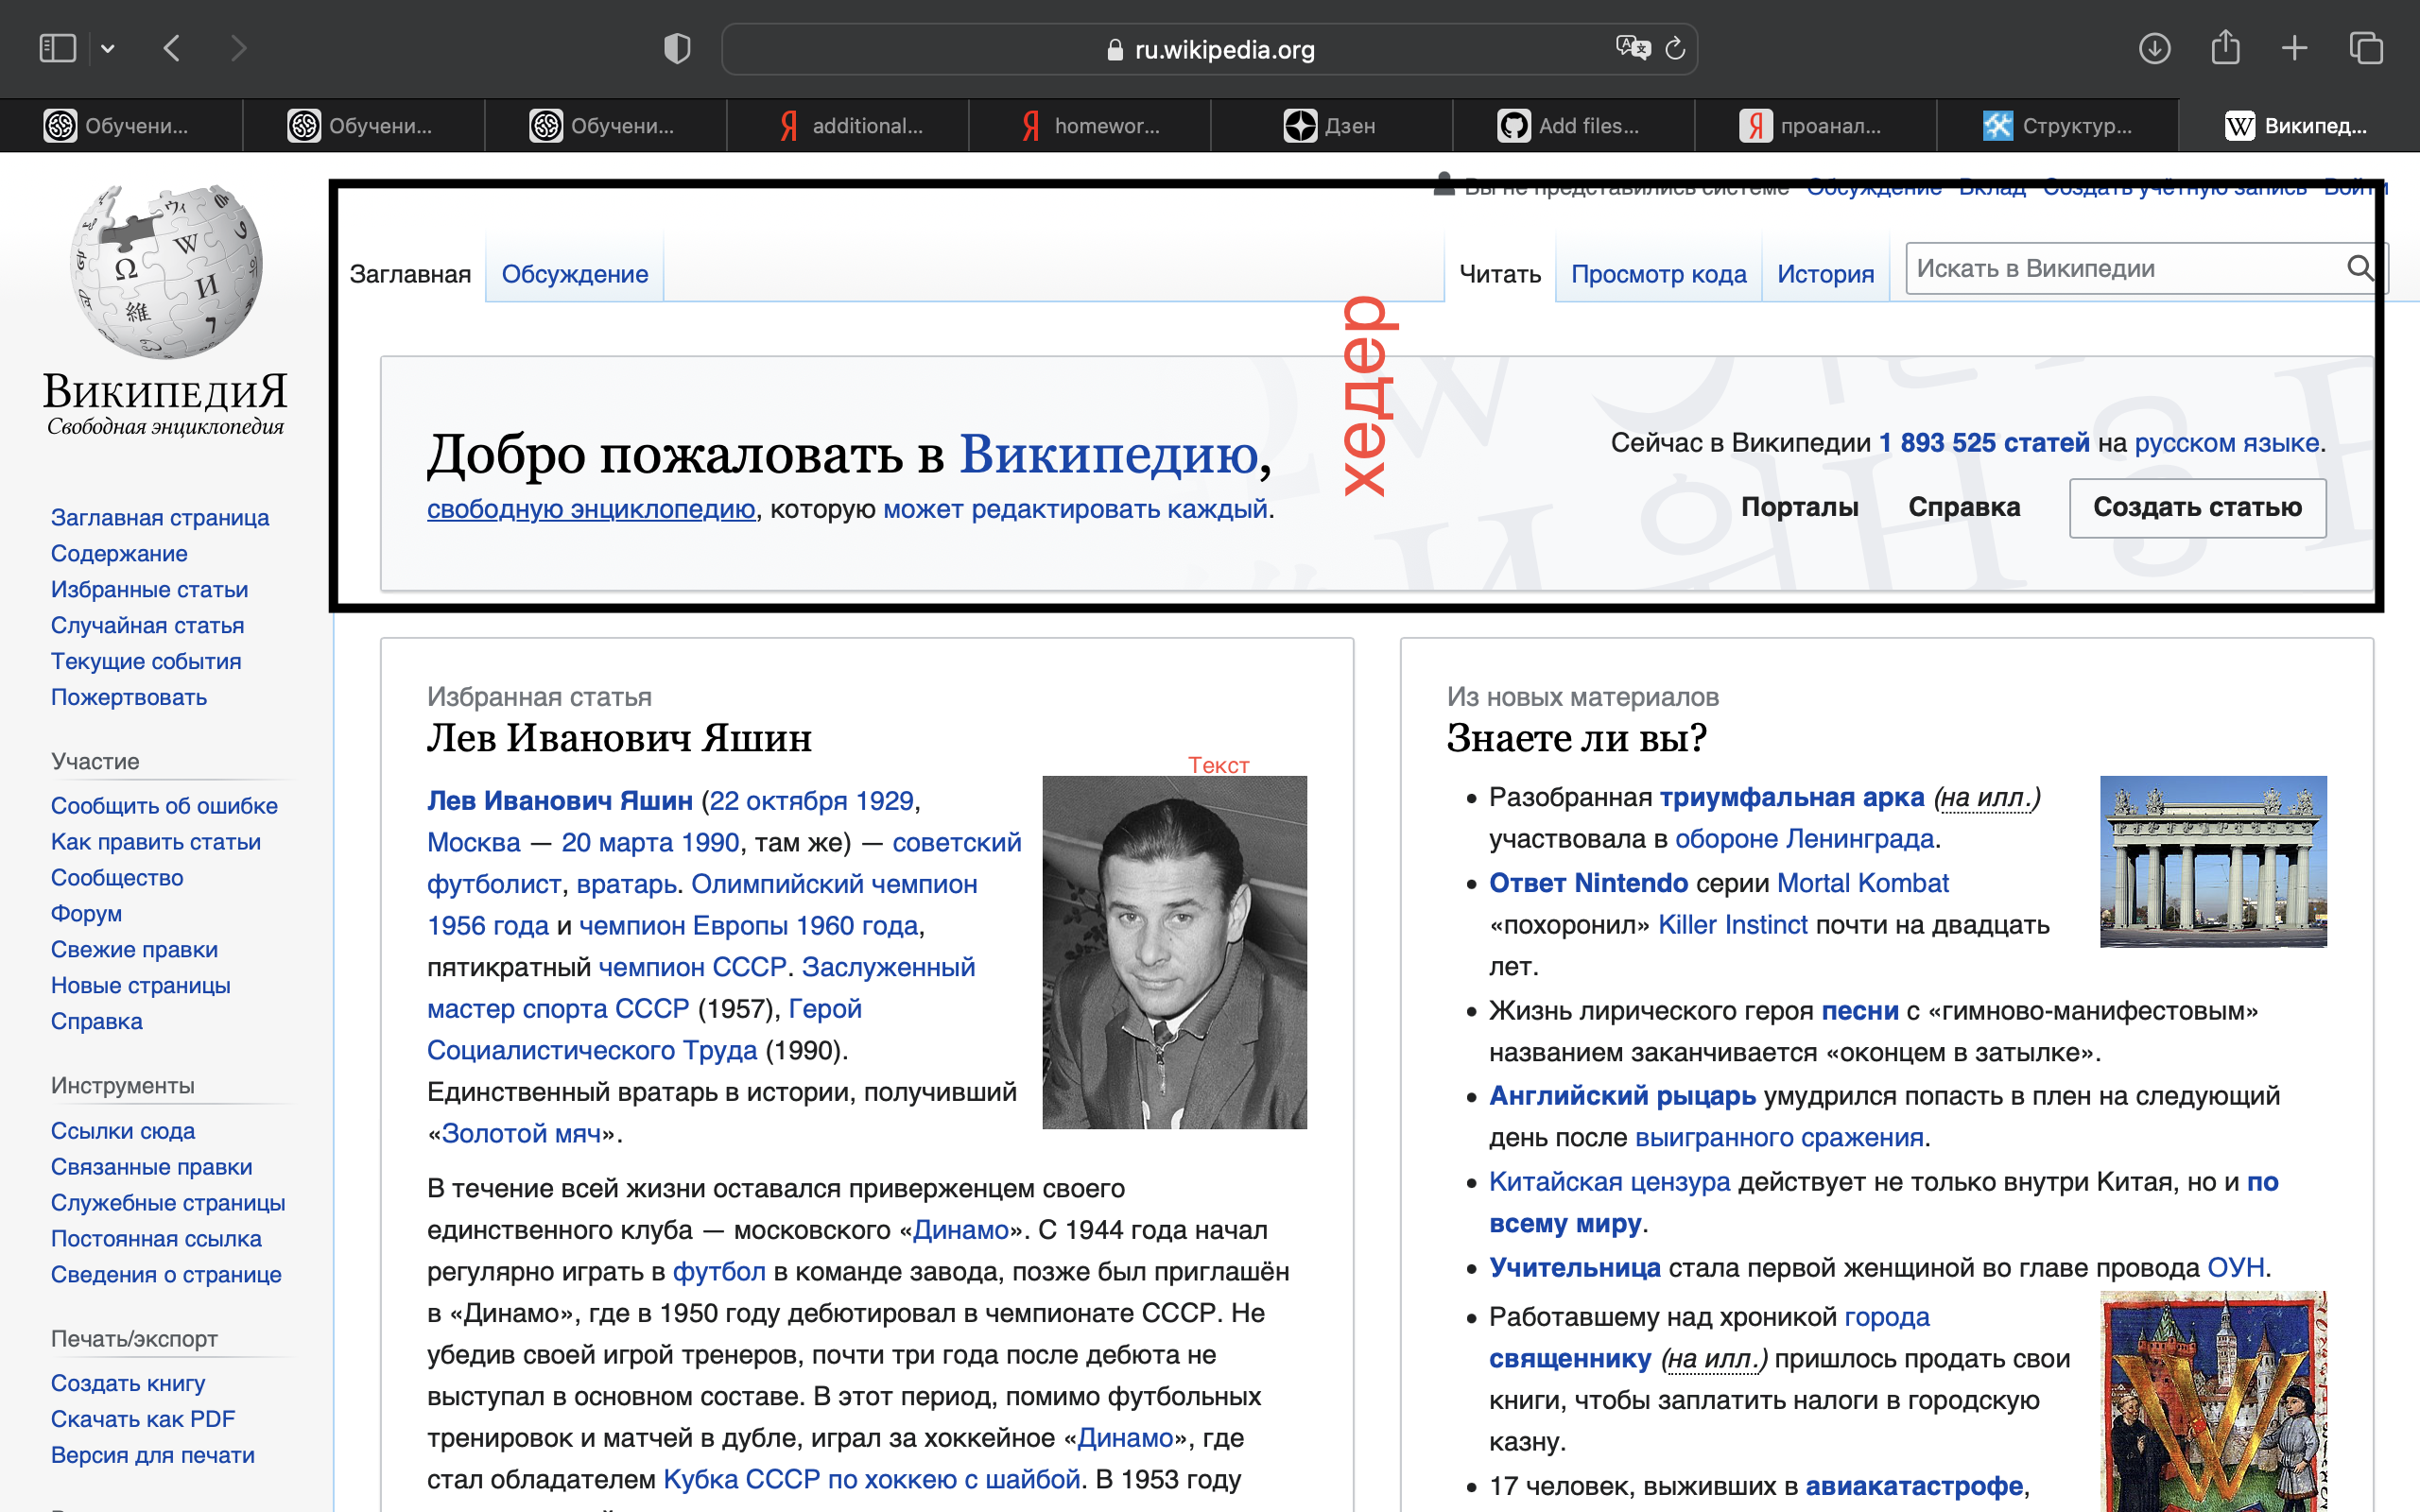 ru.wikipedia.org
Обучени...
Обучени...
Обучени...
additional...
homewor...
Дзен
Add files...
проанал...
Структур...
Википед...
Вы не представились системе Обсуждение Вклад Создать учётную запись Войти
Заглавная Обсуждение Читать Просмотр кода История Искать в Википедии
хедер
ВикипедиЯ
Свободная энциклопедия
Добро пожаловать в Википедию,
свободную энциклопедию, которую может редактировать каждый.
Сейчас в Википедии 1 893 525 статей на русском языке.
Порталы Справка Создать статью
Заглавная страница
Содержание
Избранные статьи
Случайная статья
Текущие события
Пожертвовать
Участие
Сообщить об ошибке
Как править статьи
Сообщество
Форум
Свежие правки
Новые страницы
Справка
Инструменты
Ссылки сюда
Связанные правки
Служебные страницы
Постоянная ссылка
Сведения о странице
Печать/экспорт
Создать книгу
Скачать как PDF
Версия для печати
Избранная статья
Лев Иванович Яшин
Текст
Лев Иванович Яшин (22 октября 1929,
Москва — 20 марта 1990, там же) — советский
футболист, вратарь. Олимпийский чемпион
1956 года и чемпион Европы 1960 года,
пятикратный чемпион СССР. Заслуженный
мастер спорта СССР (1957), Герой
Социалистического Труда (1990).
Единственный вратарь в истории, получивший
«Золотой мяч».
В течение всей жизни оставался приверженцем своего
единственного клуба — московского «Динамо». С 1944 года начал
регулярно играть в футбол в команде завода, позже был приглашён
в «Динамо», где в 1950 году дебютировал в чемпионате СССР. Не
убедив своей игрой тренеров, почти три года после дебюта не
выступал в основном составе. В этот период, помимо футбольных
тренировок и матчей в дубле, играл за хоккейное «Динамо», где
стал обладателем Кубка СССР по хоккею с шайбой. В 1953 году
Из новых материалов
Знаете ли вы?
Разобранная триумфальная арка (на илл.)
участвовала в обороне Ленинграда.
Ответ Nintendo серии Mortal Kombat
«похоронил» Killer Instinct почти на двадцать
лет.
Жизнь лирического героя песни с «гимново-манифестовым»
названием заканчивается «оконцем в затылке».
Английский рыцарь умудрился попасть в плен на следующий
день после выигранного сражения.
Китайская цензура действует не только внутри Китая, но и по
всему миру.
Учительница стала первой женщиной во главе провода ОУН.
Работавшему над хроникой города
священнику (на илл.) пришлось продать свои
книги, чтобы заплатить налоги в городскую
казну.
17 человек, выживших в авиакатастрофе,